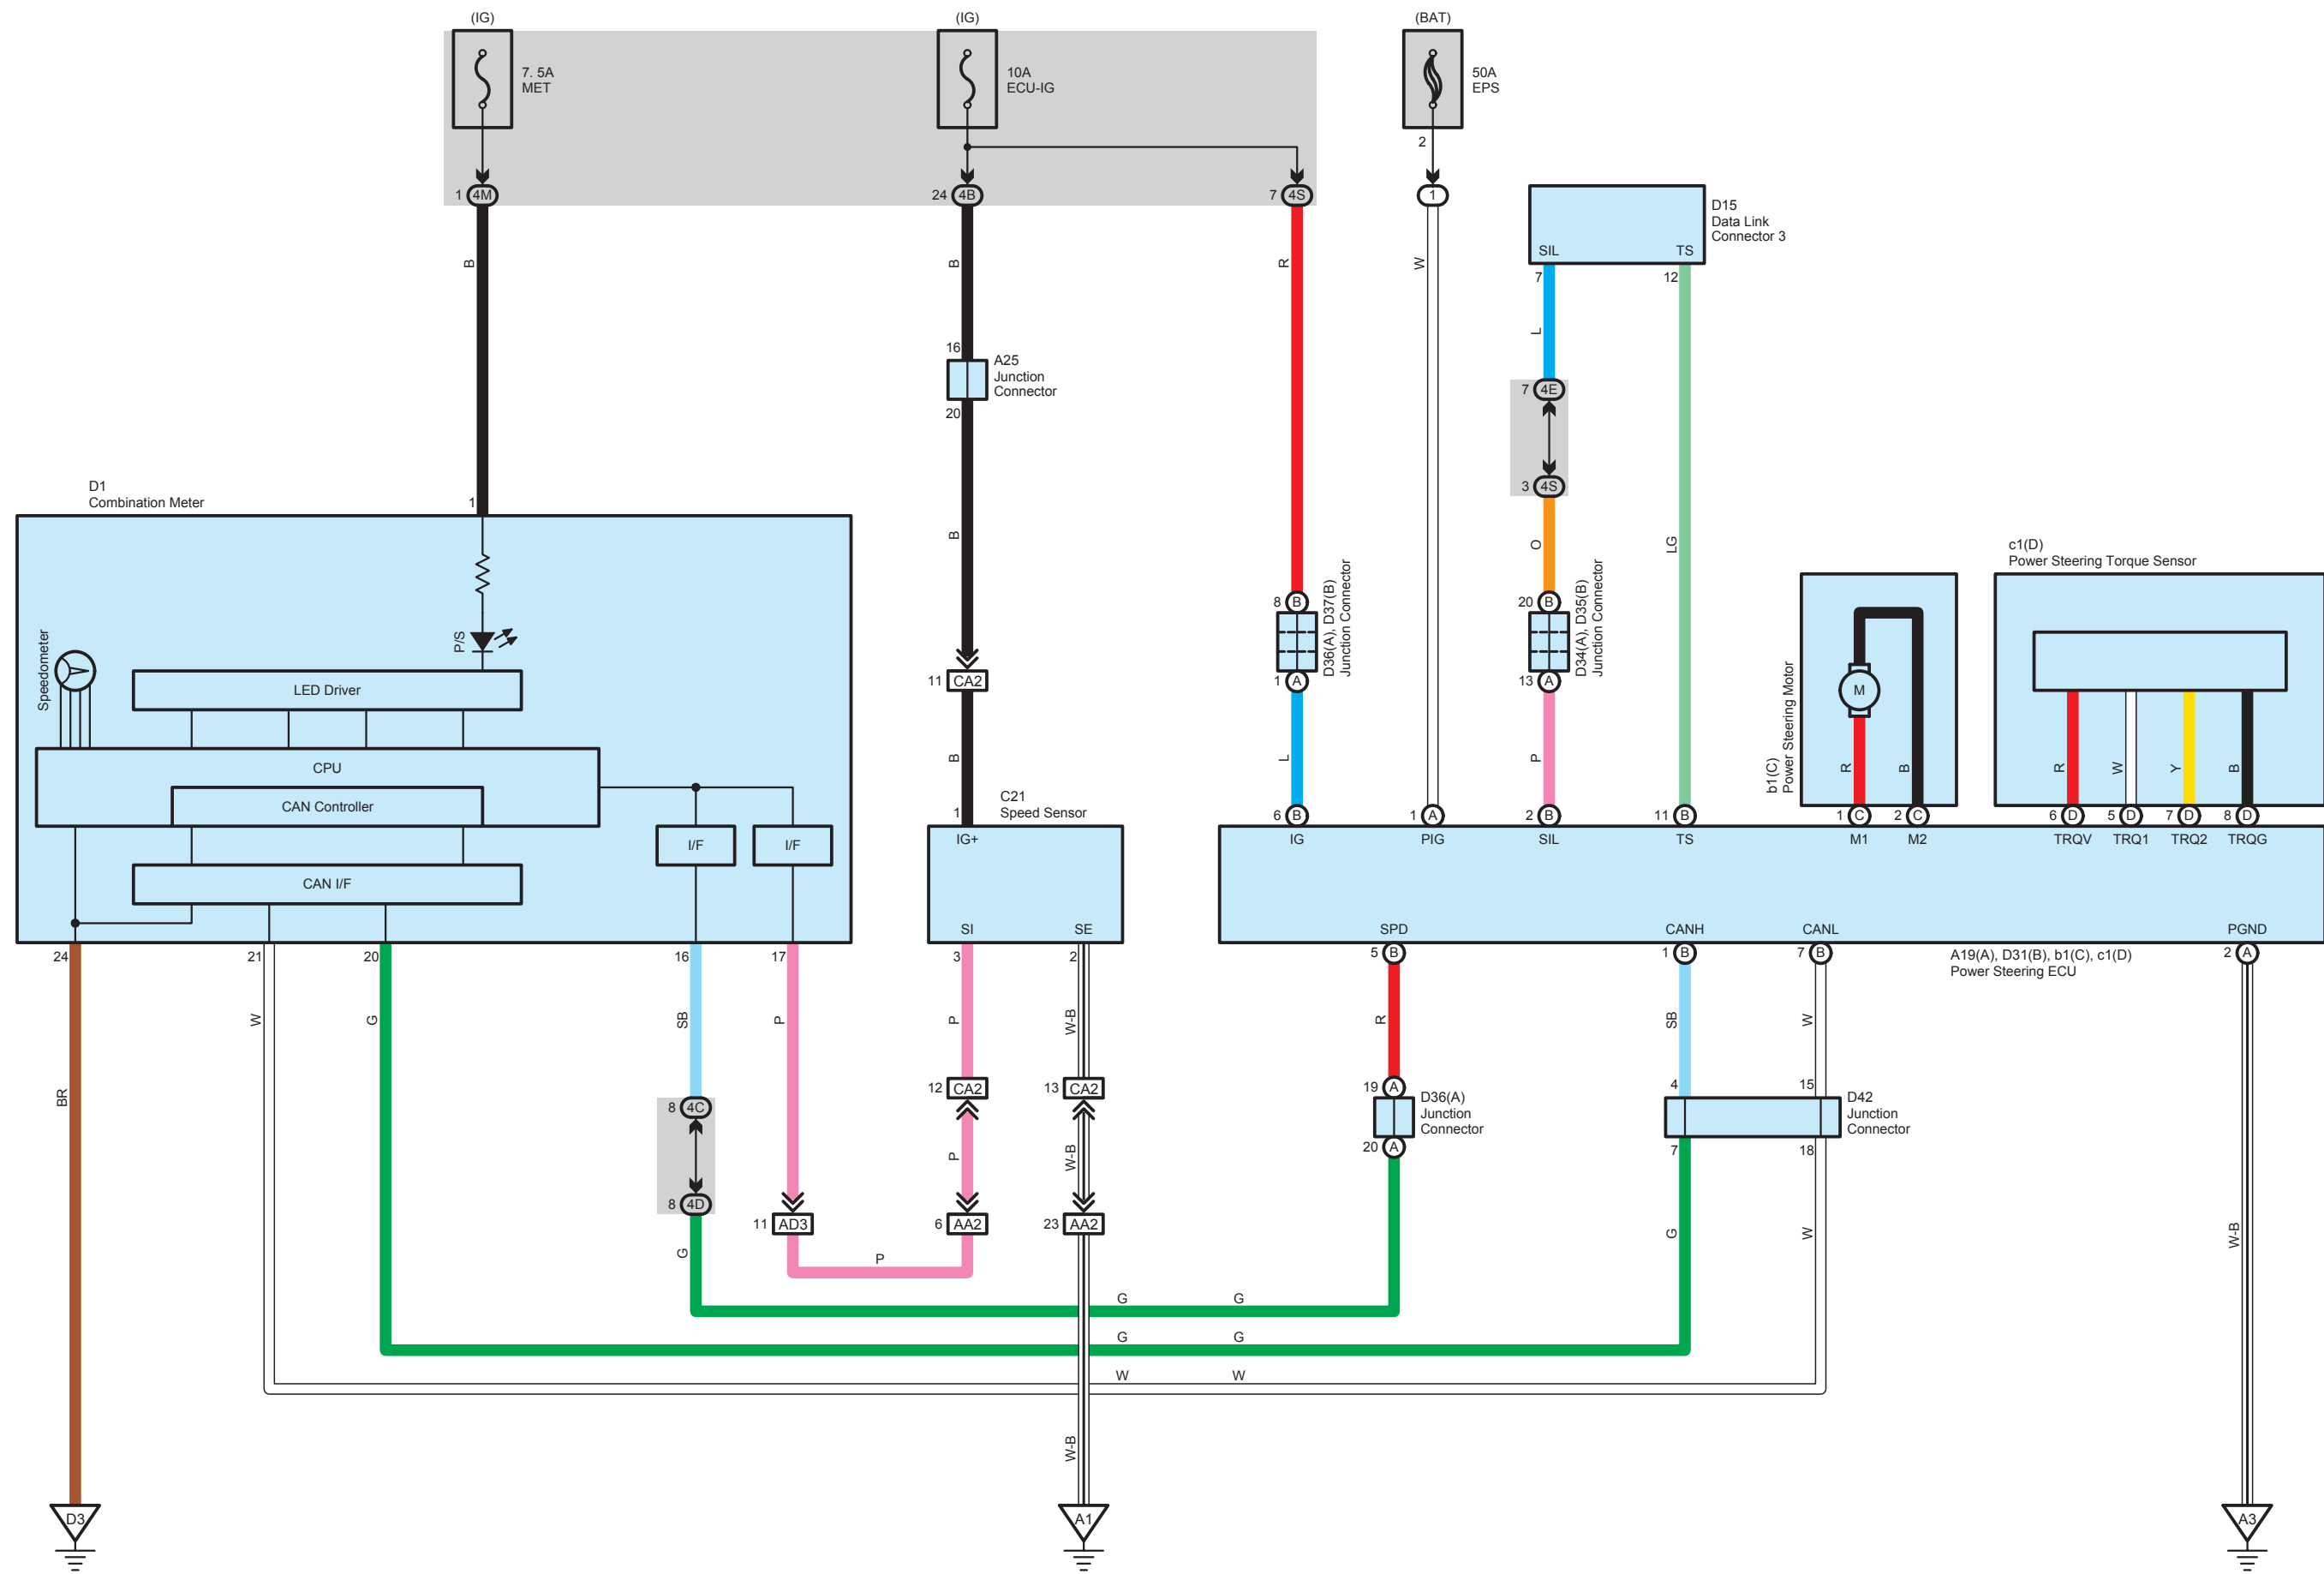 (IG)
(IG)
(BAT)
7. 5A
MET
10A
ECU-IG
50A
EPS
2
1 4M
24 4B
7 4S
1
B
B
R
W
D15
Data Link
Connector 3
SIL
TS
7
12
L
16
A25
Junction
Connector
20
7 4E
3 4S
D1
Combination Meter
1
B
O
LG
c1(D)
Power Steering Torque Sensor
8 B
D36(A), D37(B)
Junction Connector
1 A
20 B
D34(A), D35(B)
Junction Connector
13 A
P/S
Speedometer
LED Driver
11 CA2
M
b1(C)
Power Steering Motor
CPU
B
L
P
R
B
R
W
Y
B
CAN Controller
C21
Speed Sensor
1
6 B
1 A
2 B
11 B
1 C
2 C
6 D
5 D
7 D
8 D
I/F
I/F
IG+
IG
PIG
SIL
TS
M1
M2
TRQV
TRQ1
TRQ2
TRQG
CAN I/F
SI
SE
SPD
CANH
CANL
PGND
24
21
20
16
17
3
2
5 B
1 B
7 B
A19(A), D31(B), b1(C), c1(D)
Power Steering ECU
2 A
W
G
SB
P
P
W-B
R
SB
W
BR
12 CA2
13 CA2
19 A
4
15
8 4C
D36(A)
Junction
Connector
D42
Junction
Connector
20 A
7
18
P
W-B
8 4D
11 AD3
6 AA2
23 AA2
G
P
G
W
W-B
G
G
G
G
W
W
W-B
D3
A1
A3